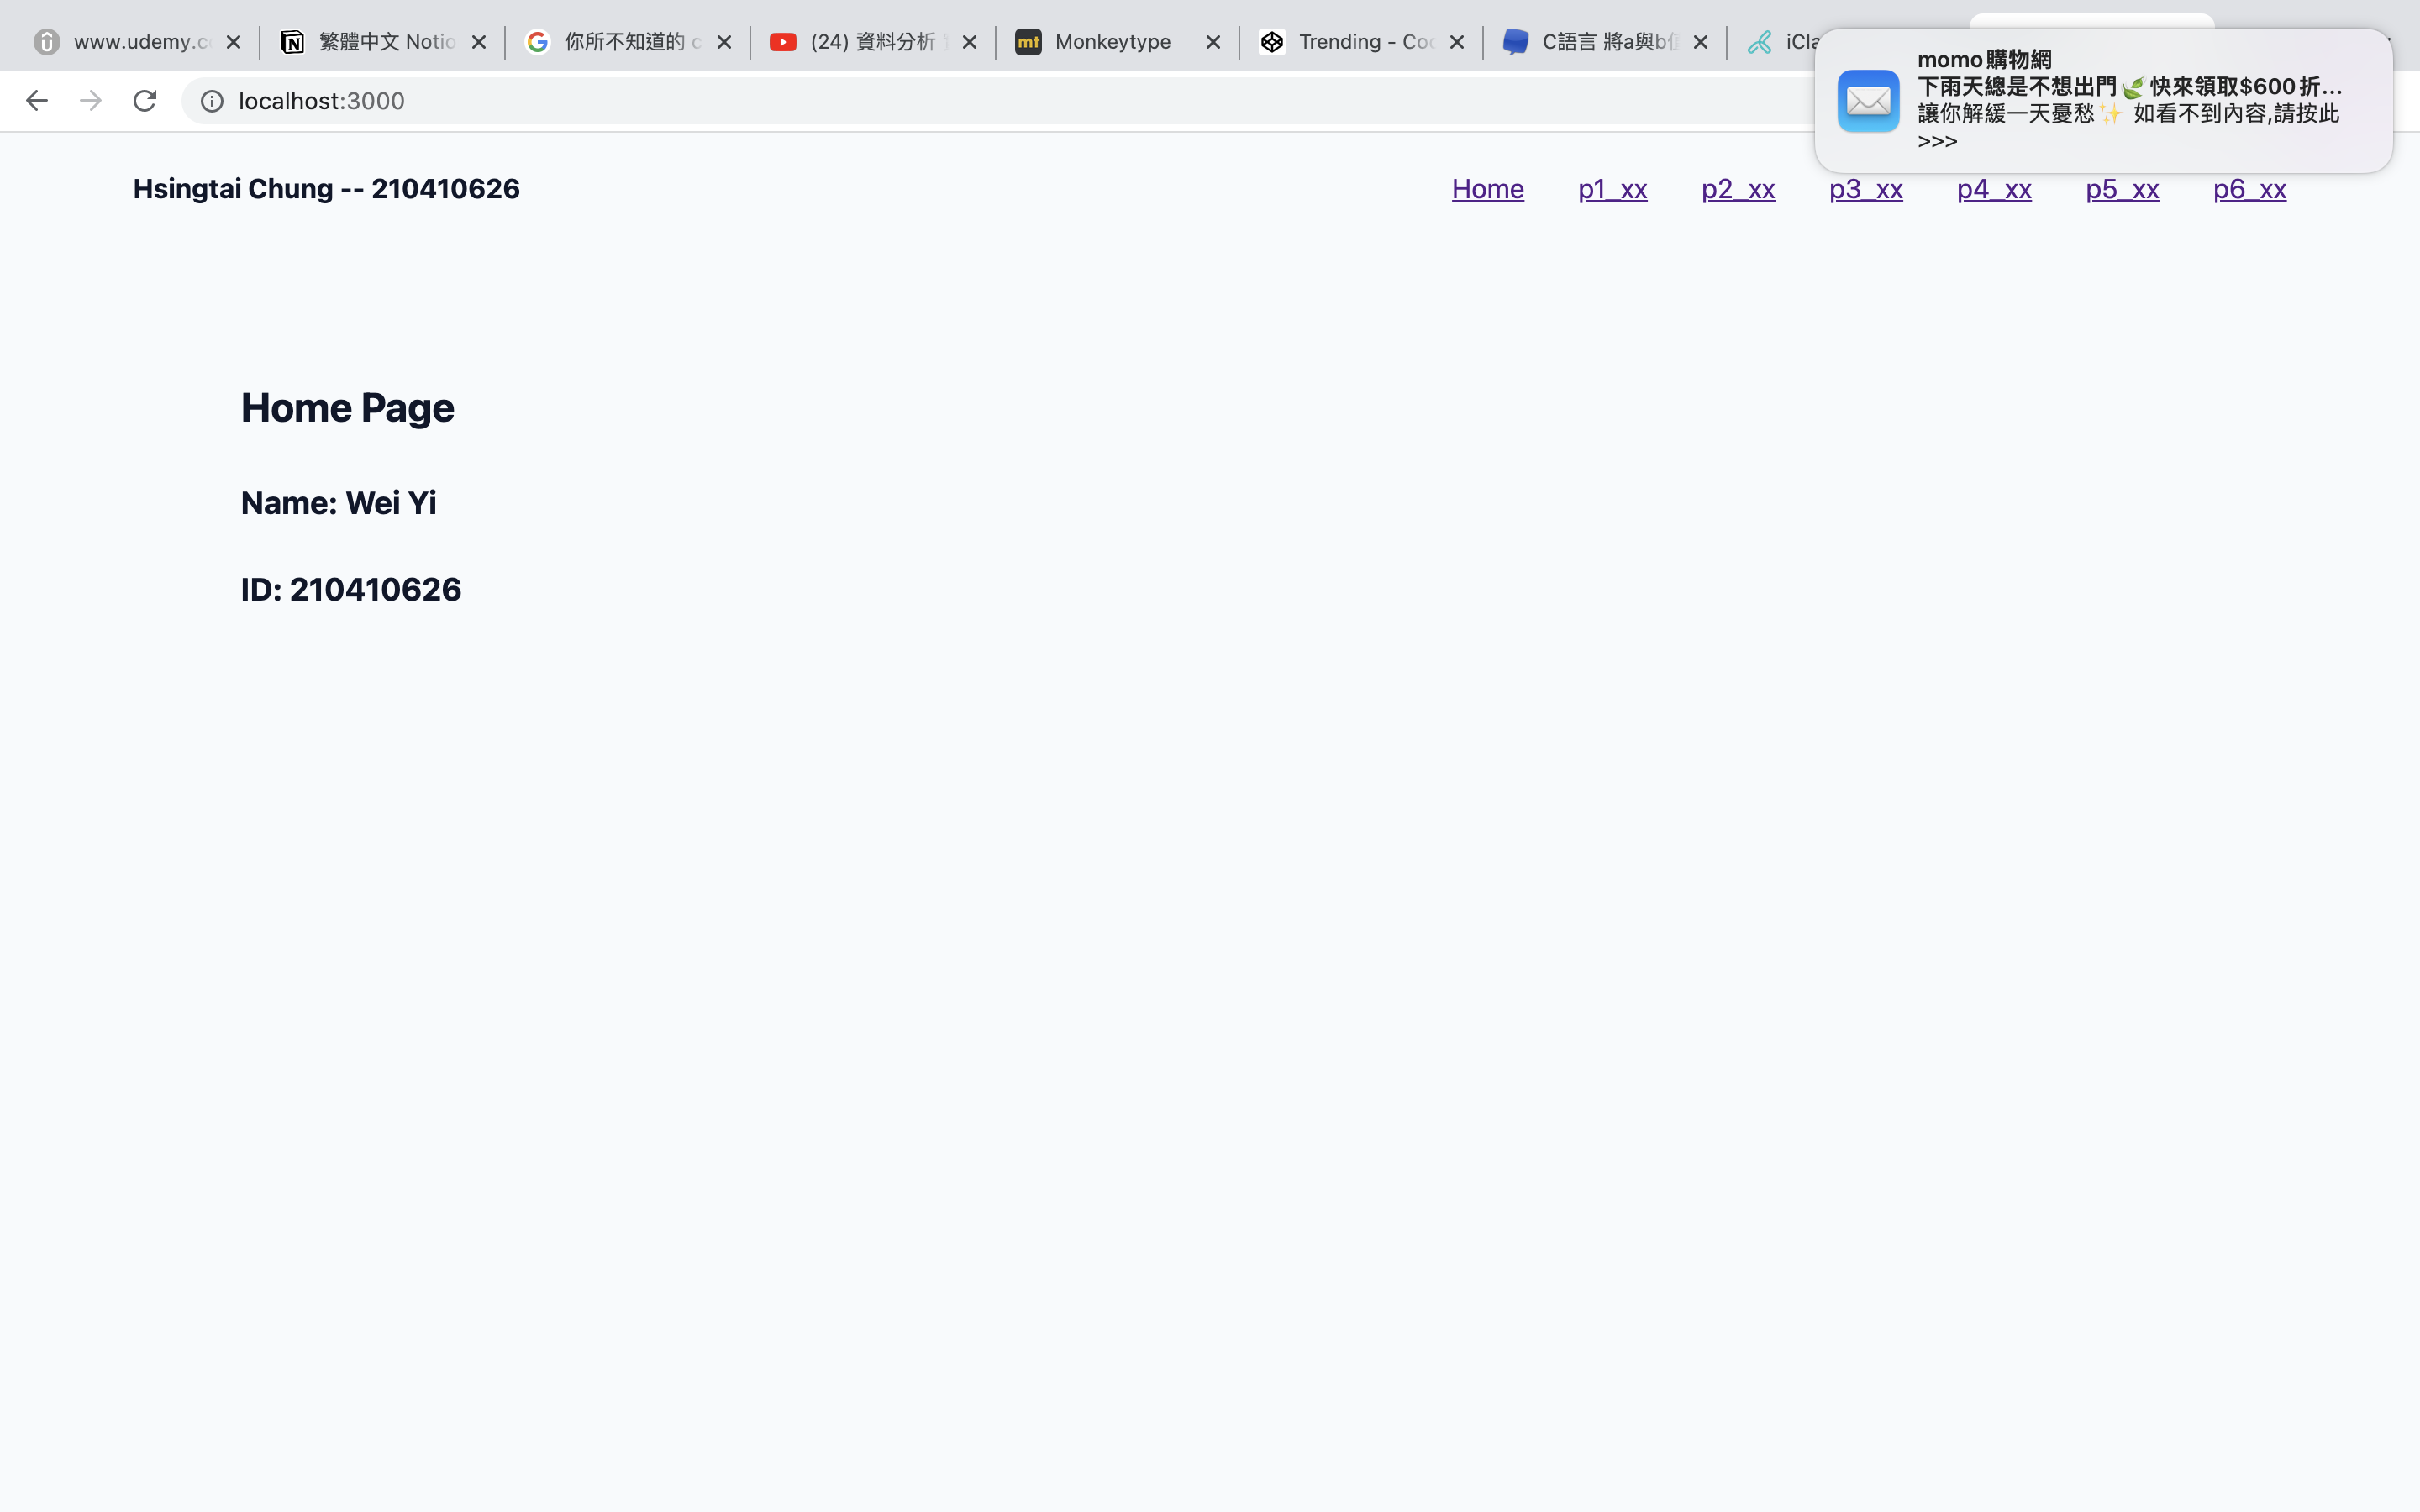 www.udemy.c
繁體中文 Notio
你所不知道的
(24) 資料分析
Monkeytype
Trending - Co
C語言 將a與b
iCla
localhost:3000
momo購物網
下雨天總是不想出門🍃快來領取$600折...
讓你解緩一天憂愁✨ 如看不到內容,請按此
>>>
Hsingtai Chung -- 210410626
Home p1_xx p2_xx p3_xx p4_xx p5_xx p6_xx
Home Page
Name: Wei Yi
ID: 210410626